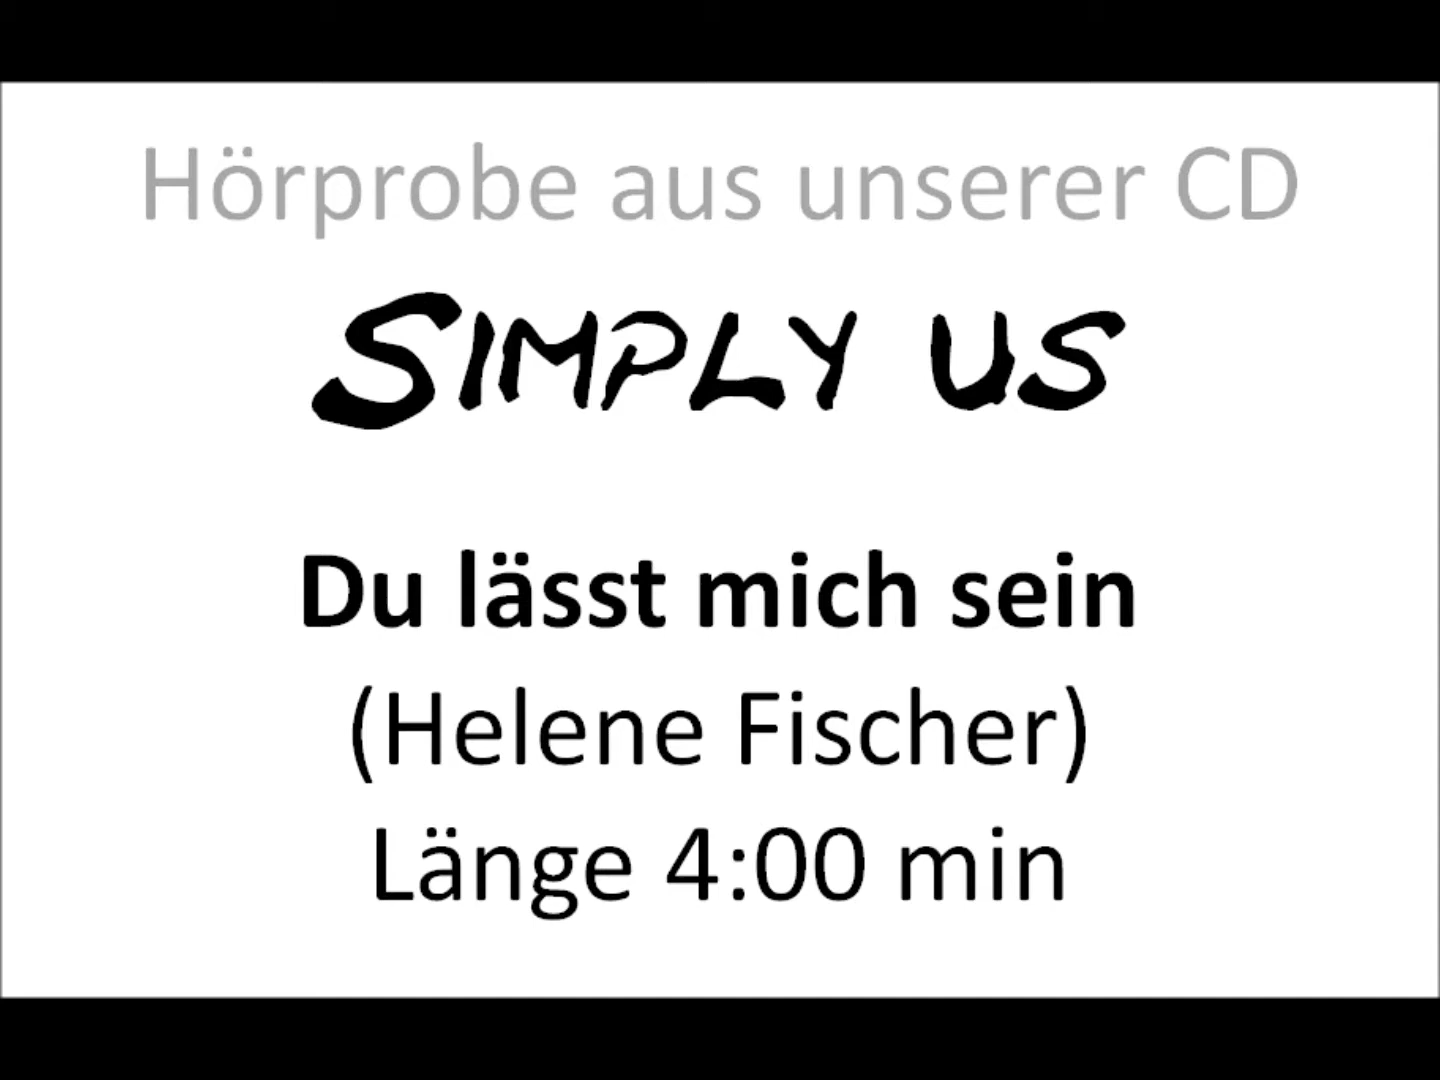 Hörprobe aus unserer CD
SIMPLY US
Du lässt mich sein
(Helene Fischer)
Länge 4:00 min